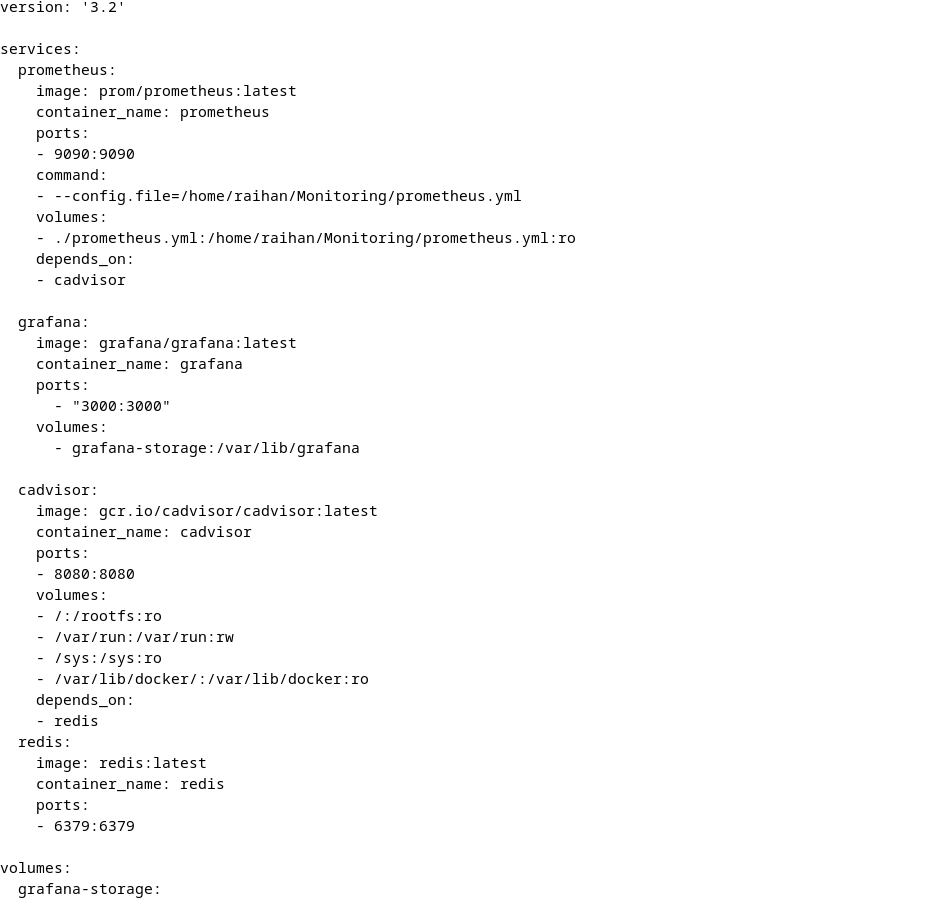 version: '3.2'

services:
  prometheus:
    image: prom/prometheus:latest
    container_name: prometheus
    ports:
    - 9090:9090
    command:
    - --config.file=/home/raihan/Monitoring/prometheus.yml
    volumes:
    - ./prometheus.yml:/home/raihan/Monitoring/prometheus.yml:ro
    depends_on:
    - cadvisor

  grafana:
    image: grafana/grafana:latest
    container_name: grafana
    ports:
      - "3000:3000"
    volumes:
      - grafana-storage:/var/lib/grafana

  cadvisor:
    image: gcr.io/cadvisor/cadvisor:latest
    container_name: cadvisor
    ports:
    - 8080:8080
    volumes:
    - /:/rootfs:ro
    - /var/run:/var/run:rw
    - /sys:/sys:ro
    - /var/lib/docker/:/var/lib/docker:ro
    depends_on:
    - redis
  redis:
    image: redis:latest
    container_name: redis
    ports:
    - 6379:6379

volumes:
  grafana-storage: